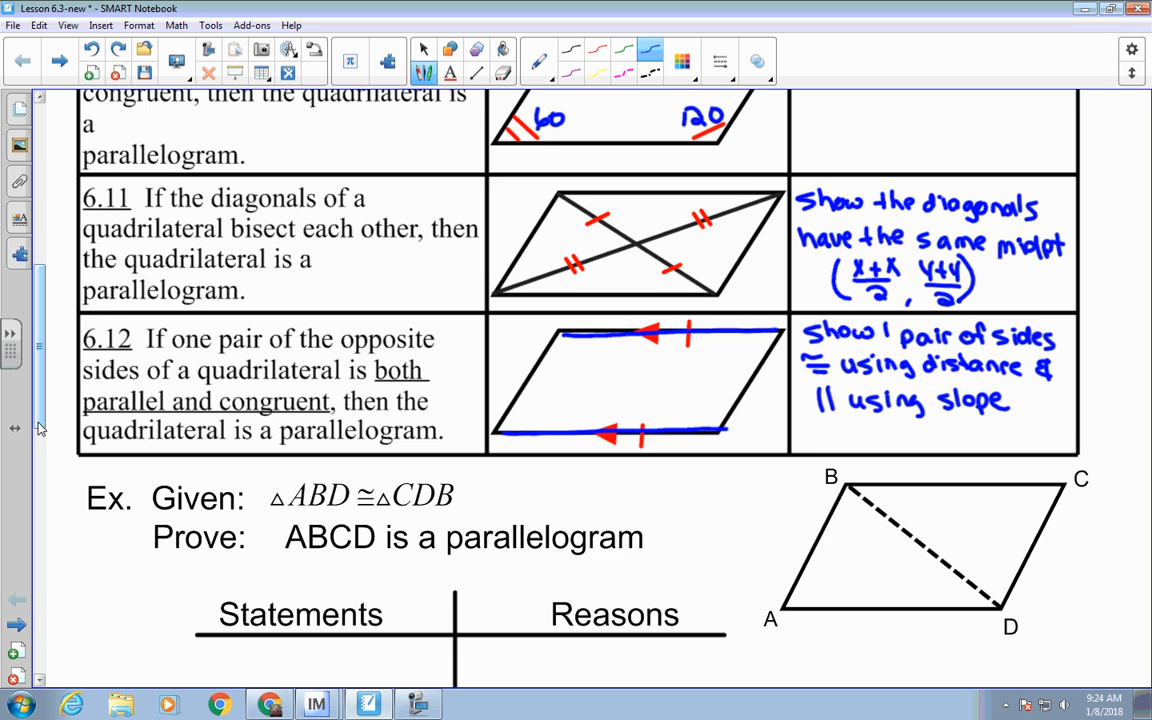 Lesson 6.3-new * - SMART Notebook
File Edit View Insert Format Math Tools Add-ons Help
congruent, then the quadrilateral is
a
parallelogram.
60
120
6.11 If the diagonals of a
quadrilateral bisect each other, then
the quadrilateral is a
parallelogram.
show the diagonals
have the same midpt
(x+x/2, y+y/2)
6.12 If one pair of the opposite
sides of a quadrilateral is both
parallel and congruent, then the
quadrilateral is a parallelogram.
show 1 pair of sides
≅ using distance &
|| using slope
Ex. Given: △ABD ≅ △CDB
Prove: ABCD is a parallelogram
B
C
A
D
Statements
Reasons
IM
9:24 AM
1/8/2018